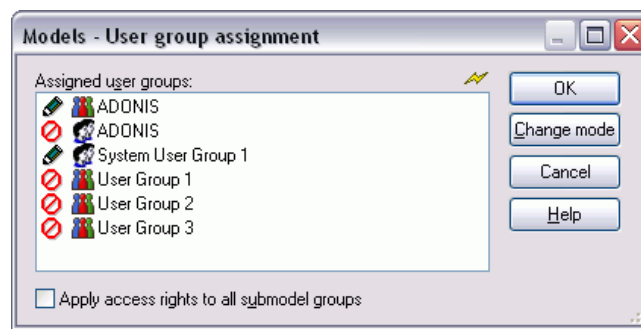 Models - User group assignment
Assigned user groups:
ADONIS
ADONIS
System User Group 1
User Group 1
User Group 2
User Group 3
Apply access rights to all submodel groups
OK
Change mode
Cancel
Help